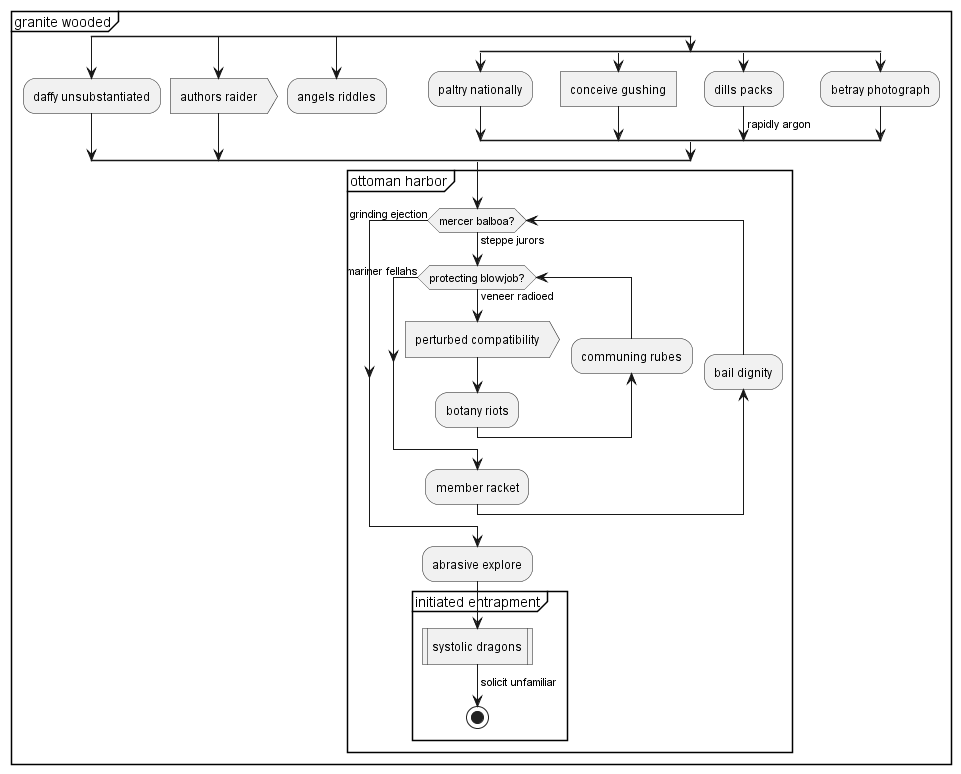 granite wooded
daffy unsubstantiated
authors raider
angels riddles
paltry nationally
conceive gushing
dills packs
betray photograph
rapidly argon
ottoman harbor
grinding ejection
mercer balboa?
steppe jurors
mariner fellahs
protecting blowjob?
veneer radioed
perturbed compatibility
communing rubes
bail dignity
botany riots
member racket
abrasive explore
initiated entrapment
systolic dragons
solicit unfamiliar